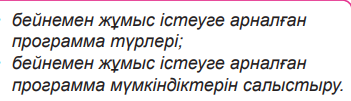 бейнемен жұмыс істеуге арналған
программа түрлері;
бейнемен жұмыс істеуге арналған
программа мүмкіндіктерін салыстыру.